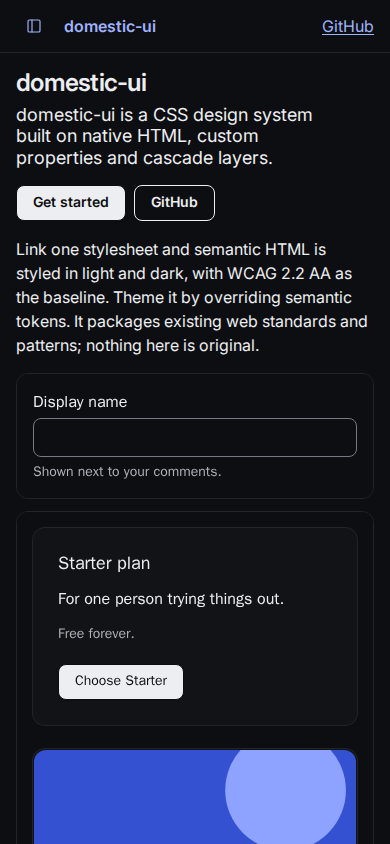 domestic-ui
GitHub
domestic-ui
domestic-ui is a CSS design system
built on native HTML, custom
properties and cascade layers.
Get started
GitHub
Link one stylesheet and semantic HTML is
styled in light and dark, with WCAG 2.2 AA as
the baseline. Theme it by overriding semantic
tokens. It packages existing web standards and
patterns; nothing here is original.
Display name
Shown next to your comments.
Starter plan
For one person trying things out.
Free forever.
Choose Starter